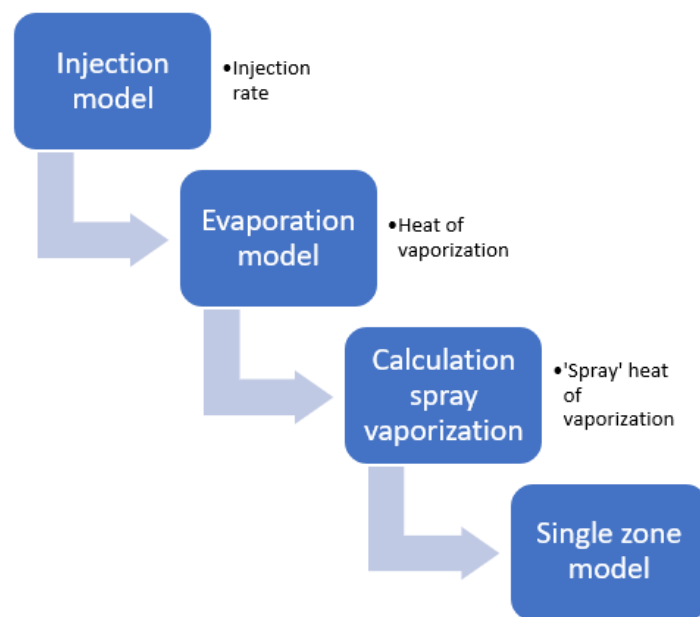 Injection
model
•Injection
rate
Evaporation
model
•Heat of
vaporization
Calculation
spray
vaporization
•'Spray' heat
of
vaporization
Single zone
model